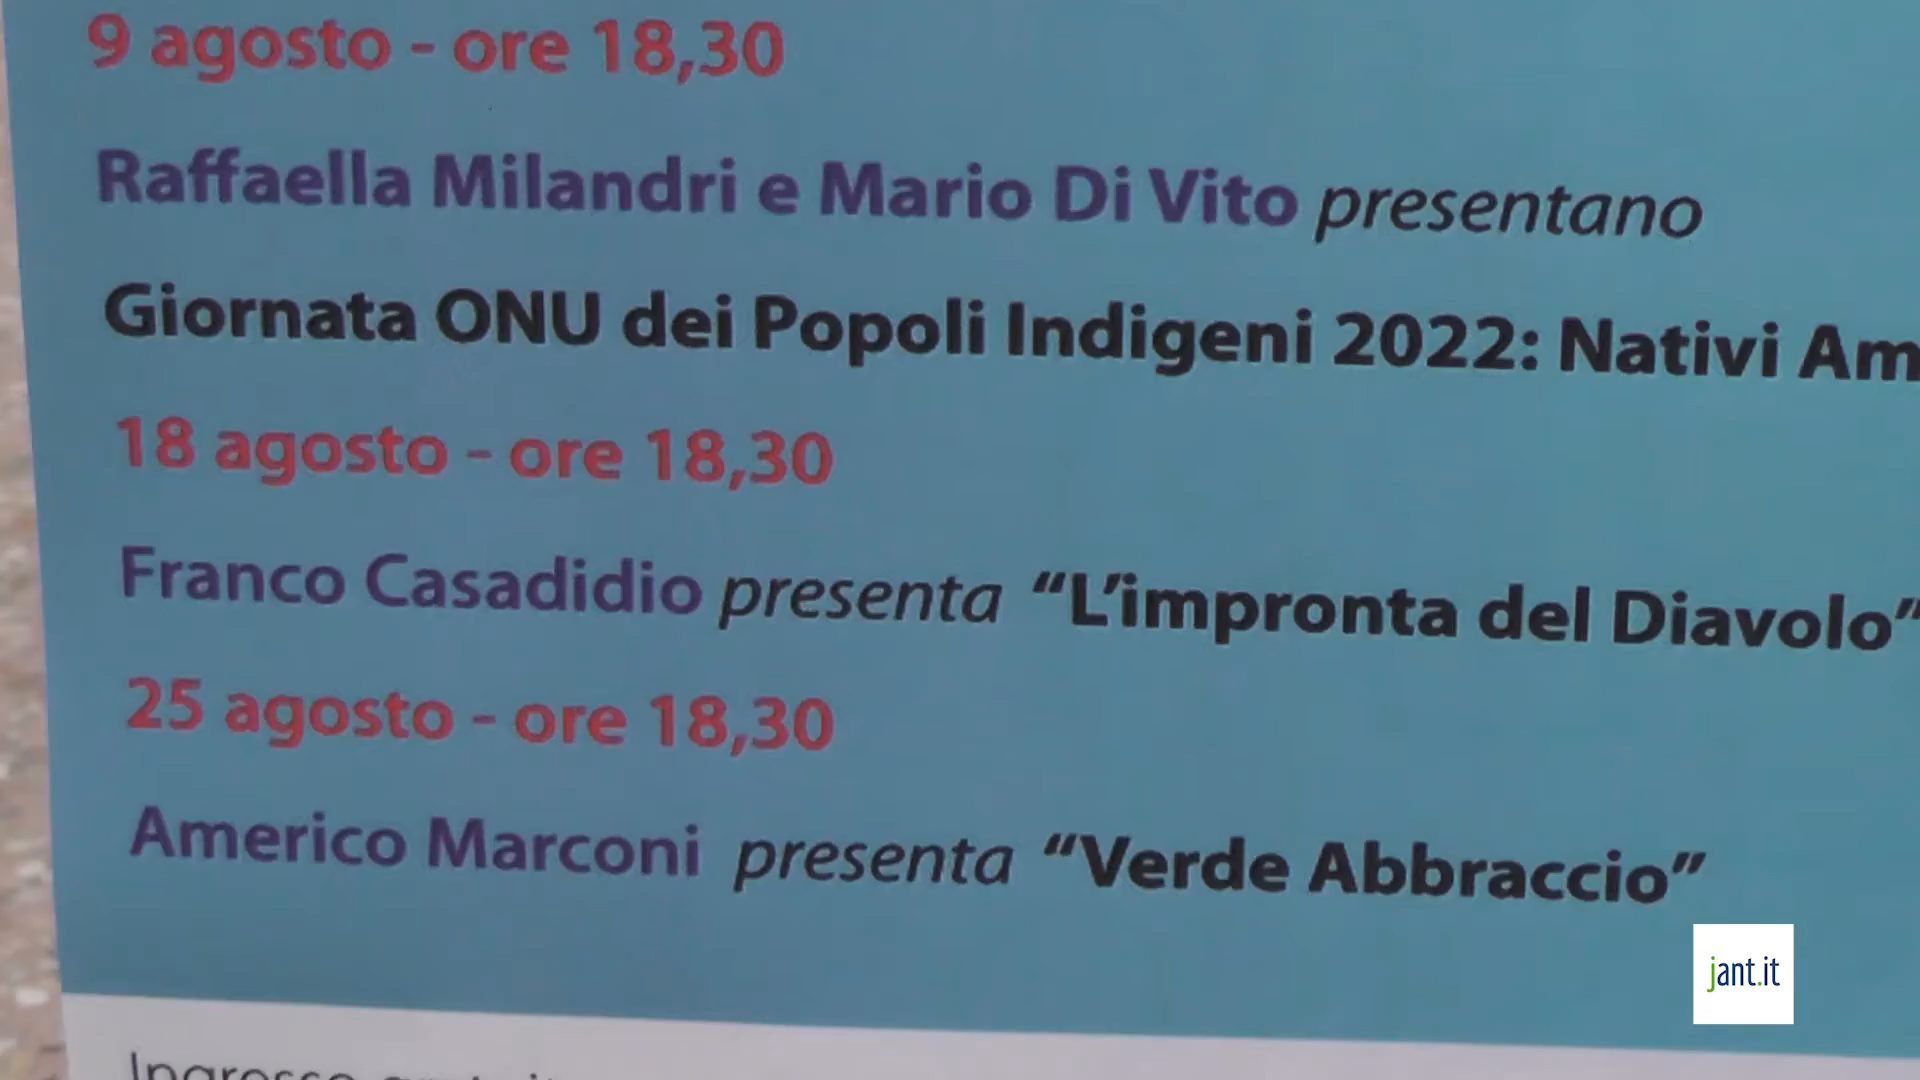 9 agosto - ore 18,30
Raffaella Milandri e Mario Di Vito presentano
Giornata ONU dei Popoli Indigeni 2022: Nativi Am
18 agosto - ore 18,30
Franco Casadidio presenta “L’impronta del Diavolo”
25 agosto - ore 18,30
Americo Marconi presenta “Verde Abbraccio”
jant.it
Ingresso